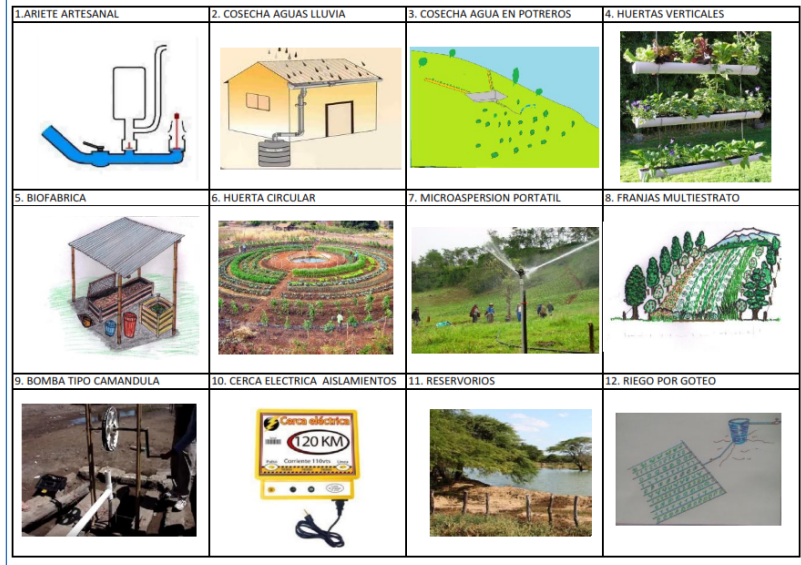 1.ARIETE ARTESANAL
2. COSECHA AGUAS LLUVIA
3. COSECHA AGUA EN POTREROS
4. HUERTAS VERTICALES
5. BIOFABRICA
6. HUERTA CIRCULAR
7. MICROASPERSION PORTATIL
8. FRANJAS MULTIESTRATO
9. BOMBA TIPO CAMANDULA
10. CERCA ELECTRICA AISLAMIENTOS
Cerca eléctrica
120 KM
Corriente 110vts
11. RESERVORIOS
12. RIEGO POR GOTEO